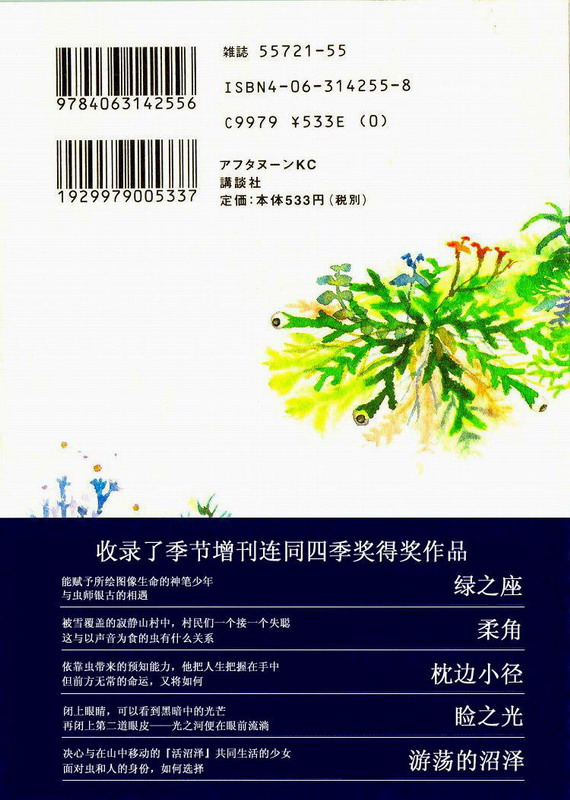 雑誌 55721-55
9784063142556
ISBN4-06-314255-8
C9979 ¥533E (0)
1929979005337
アフタヌーンKC
講談社
定価:本体533円(税別)
收录了季节增刊连同四季奖得奖作品
能赋予所绘图像生命的神笔少年
与虫师银古的相遇
绿之座
被雪覆盖的寂静山村中，村民们一个接一个失聪
这与以声音为食的虫有什么关系
柔角
依靠虫带来的预知能力，他把人生把握在手中
但前方无常的命运，又将如何
枕边小径
闭上眼睛，可以看到黑暗中的光芒
再闭上第二道眼皮——光之河便在眼前流淌
睑之光
决心与在山中移动的『活沼泽』共同生活的少女
面对虫和人的身份，如何选择
游荡的沼泽